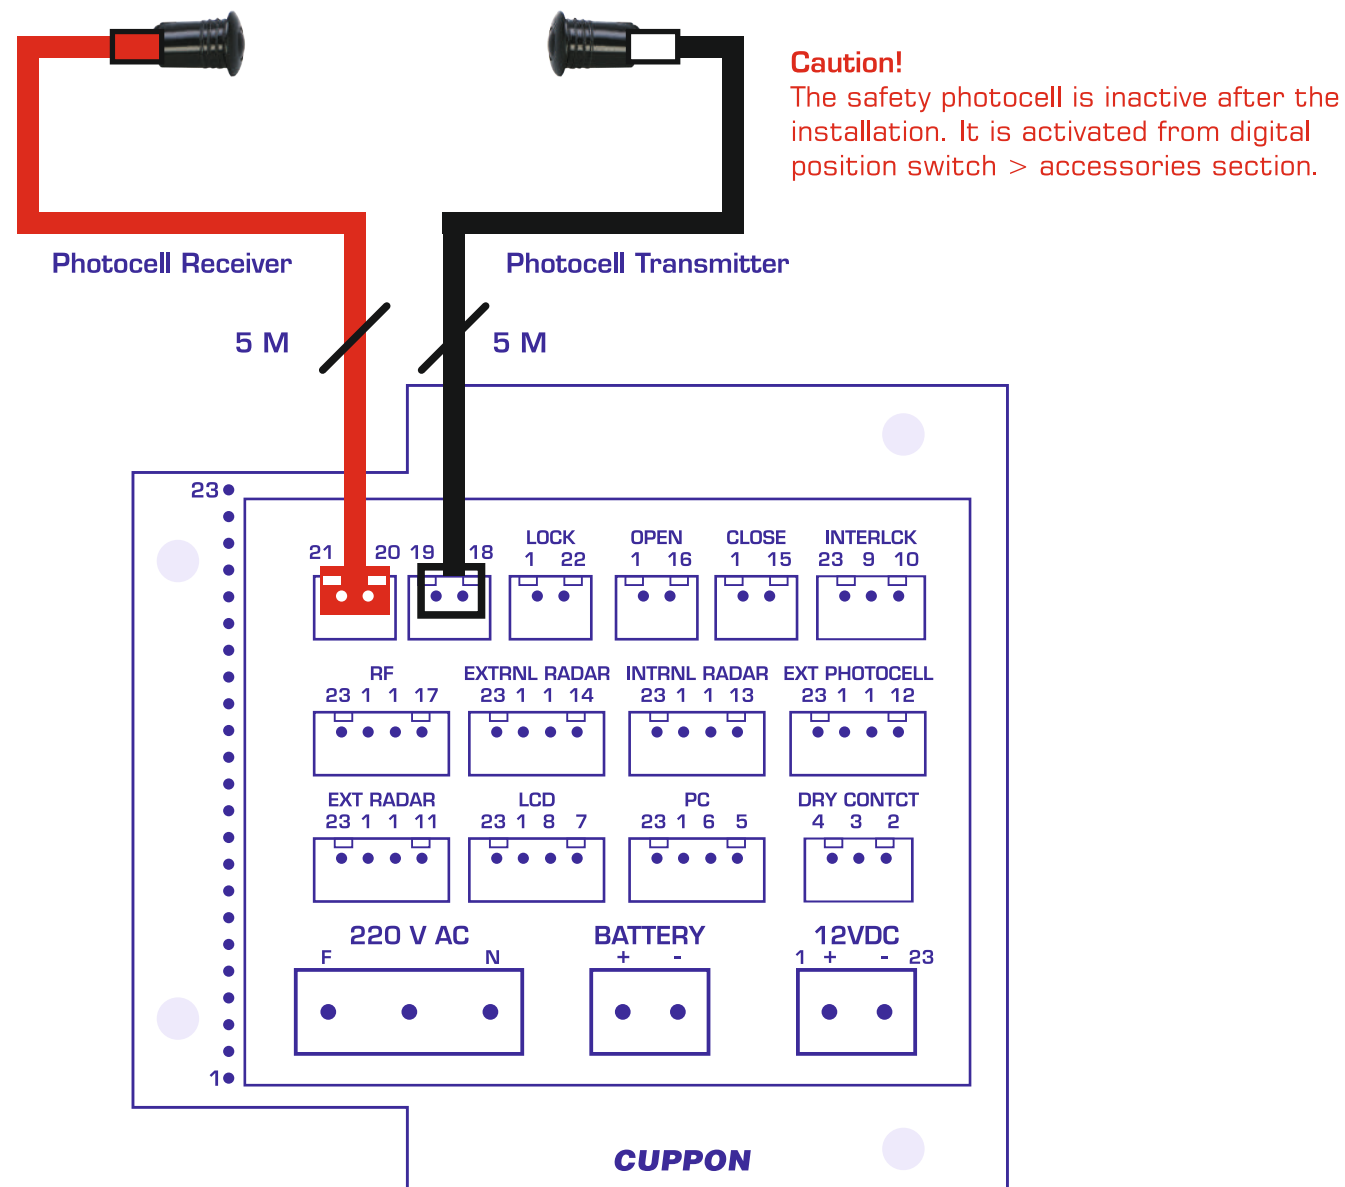 Caution!
The safety photocell is inactive after the
installation. It is activated from digital
position switch > accessories section.
Photocell Receiver
Photocell Transmitter
5 M
5 M
23
21 20 19 18
LOCK OPEN CLOSE INTERLCK
1 22 1 16 1 15 23 9 10
RF EXTRNL RADAR INTRNL RADAR EXT PHOTOCELL
23 1 1 17 23 1 1 14 23 1 1 13 23 1 1 12
EXT RADAR LCD PC DRY CONTCT
23 1 1 11 23 1 8 7 23 1 6 5 4 3 2
220 V AC BATTERY 12VDC
F N + - 1 + - 23
1
CUPPON